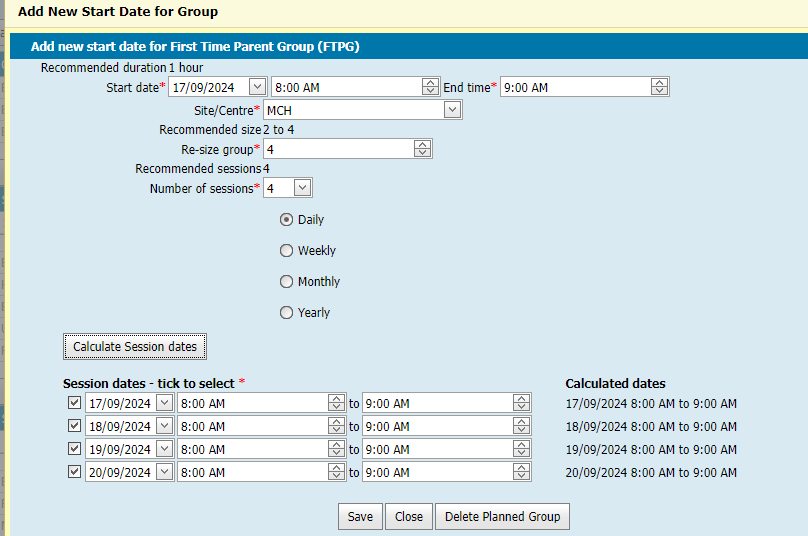 Add New Start Date for Group
Add new start date for First Time Parent Group (FTPG)
Recommended duration 1 hour
Start date* 17/09/2024 8:00 AM End time* 9:00 AM
Site/Centre* MCH
Recommended size 2 to 4
Re-size group* 4
Recommended sessions 4
Number of sessions* 4
Daily
Weekly
Monthly
Yearly
Calculate Session dates
Session dates - tick to select * Calculated dates
17/09/2024 8:00 AM to 9:00 AM 17/09/2024 8:00 AM to 9:00 AM
18/09/2024 8:00 AM to 9:00 AM 18/09/2024 8:00 AM to 9:00 AM
19/09/2024 8:00 AM to 9:00 AM 19/09/2024 8:00 AM to 9:00 AM
20/09/2024 8:00 AM to 9:00 AM 20/09/2024 8:00 AM to 9:00 AM
Save Close Delete Planned Group